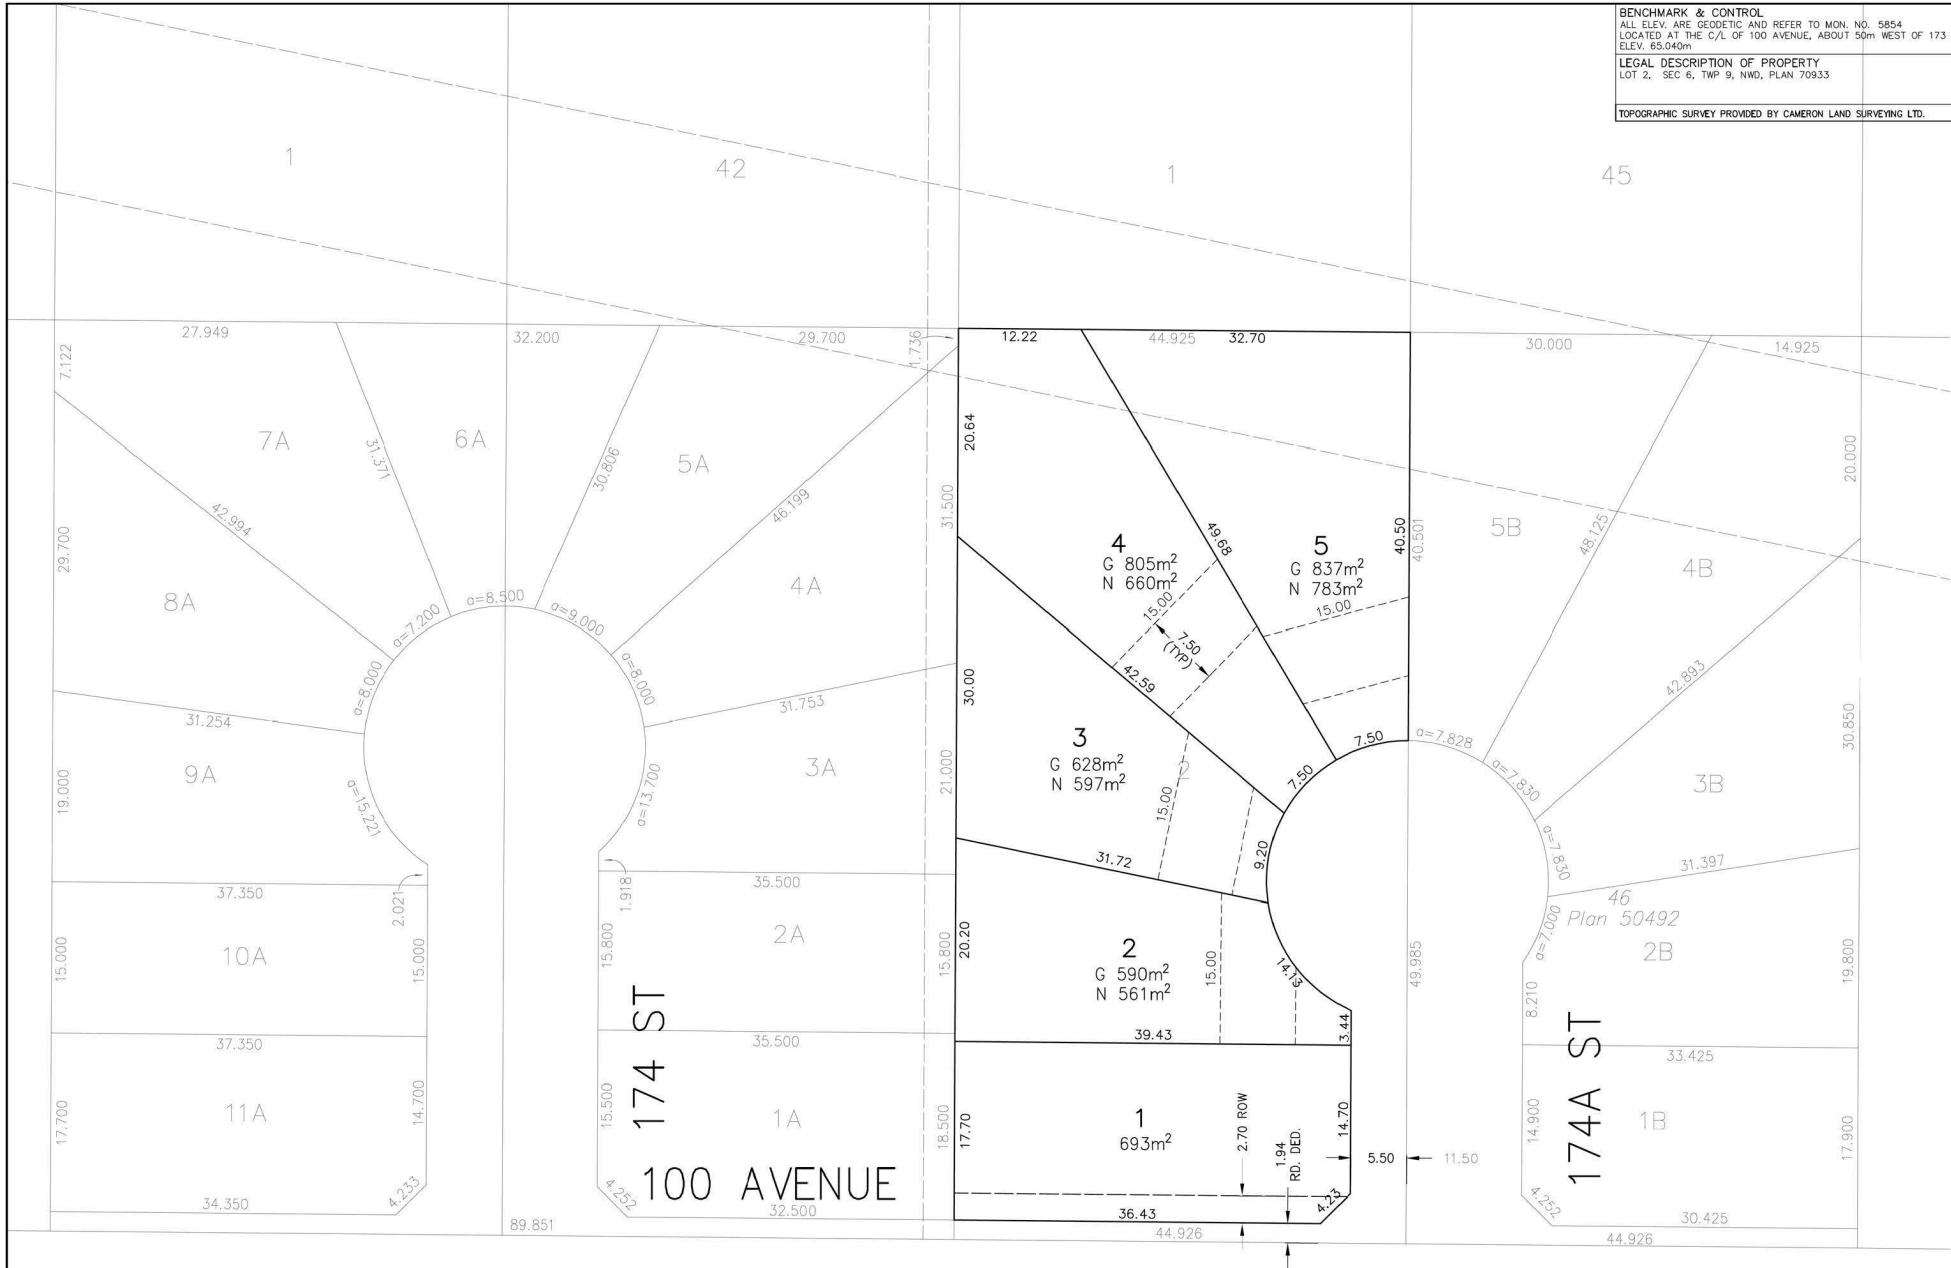 BENCHMARK & CONTROL
ALL ELEV. ARE GEODETIC AND REFER TO MON. NO. 5854
LOCATED AT THE C/L OF 100 AVENUE, ABOUT 50m WEST OF 173
ELEV. 65.040m
LEGAL DESCRIPTION OF PROPERTY
LOT 2, SEC 6, TWP 9, NWD, PLAN 70933
TOPOGRAPHIC SURVEY PROVIDED BY CAMERON LAND SURVEYING LTD.
1
42
1
45
27.949
32.200
29.700
1.736
12.22
44.925
32.70
30.000
14.925
7.122
7A
31.371
6A
30.806
5A
46.199
20.64
31.500
20.000
42.994
29.700
8A
a=7.200
a=8.500
a=9.000
4A
a=8.000
a=8.000
4
G 805m²
N 660m²
49.68
5
G 837m²
N 783m²
40.50
40.501
5B
48.125
4B
15.00
15.00
7.50
(TYP)
42.59
42.893
31.254
31.753
30.00
30.850
9A
19.000
a=15.221
a=13.700
3A
21.000
3
G 628m²
N 597m²
2
15.00
7.50
7.50
a=7.828
a=7.830
3B
a=7.830
9.20
31.72
31.397
37.350
2.021
1.918
35.500
46
Plan 50492
a=7.000
15.000
10A
15.000
15.800
2A
15.800
20.20
2
G 590m²
N 561m²
15.00
14.13
49.985
2B
19.800
8.210
3.44
37.350
35.500
39.43
33.425
174 ST
174A ST
17.700
11A
14.700
15.500
1A
18.500
17.70
1
693m²
2.70 ROW
1.94
RD. DED.
14.70
5.50
11.50
14.900
1B
17.900
100 AVENUE
34.350
4.233
4.252
32.500
36.43
4.23
4.252
30.425
89.851
44.926
44.926